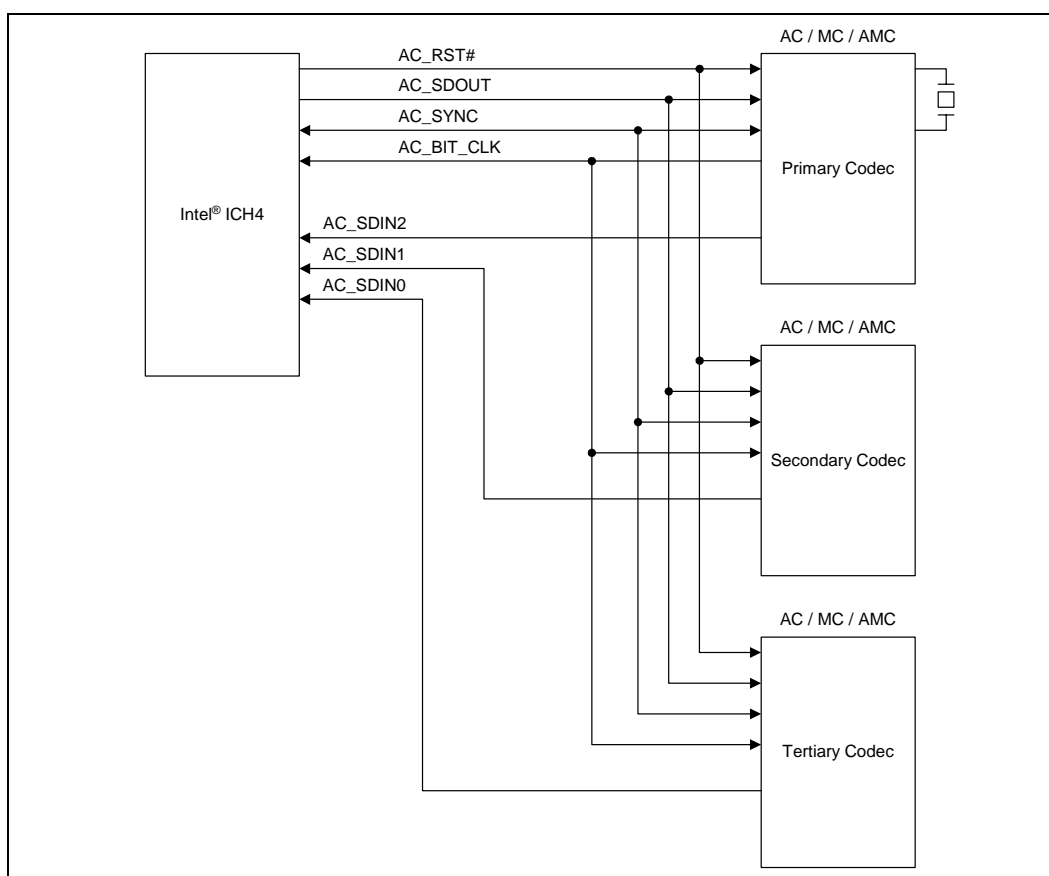 AC / MC / AMC
AC_RST#
AC_SDOUT
AC_SYNC
AC_BIT_CLK
Primary Codec
Intel® ICH4
AC_SDIN2
AC_SDIN1
AC_SDIN0
AC / MC / AMC
Secondary Codec
AC / MC / AMC
Tertiary Codec